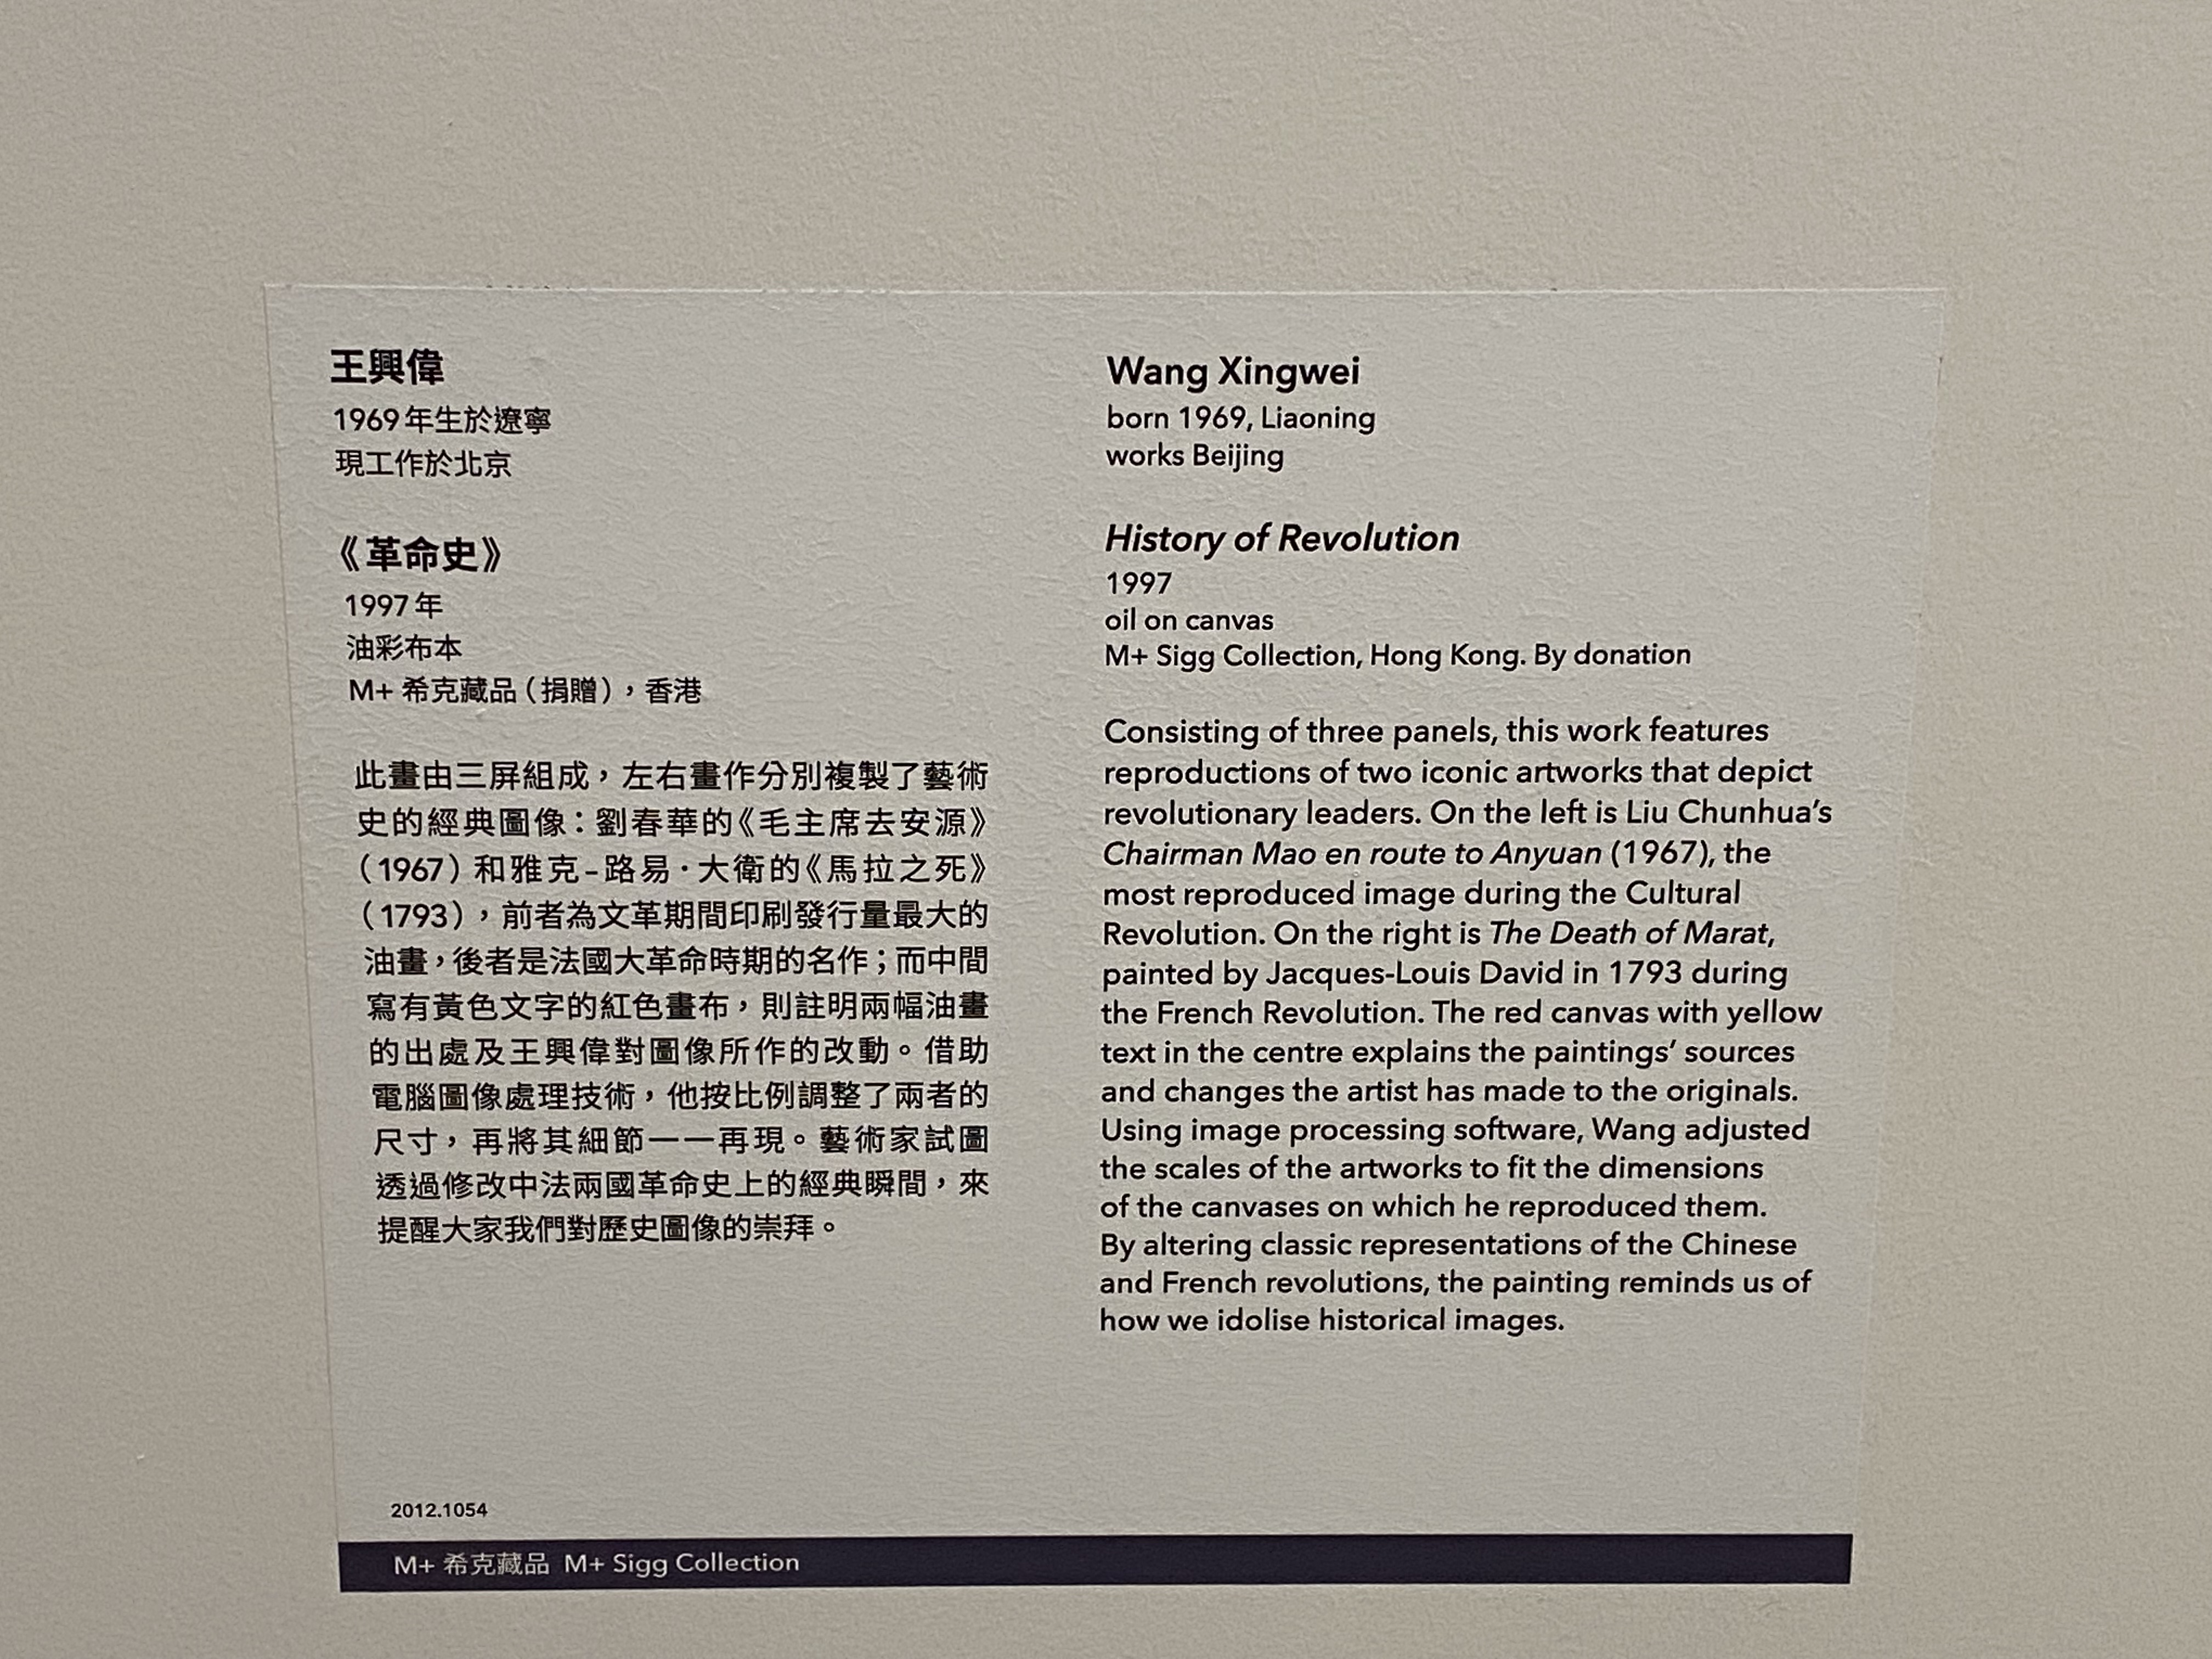 王興偉
1969年生於遼寧
現工作於北京
《革命史》
1997年
油彩布本
M+ 希克藏品（捐贈），香港
此畫由三屏組成，左右畫作分別複製了藝術
史的經典圖像：劉春華的《毛主席去安源》
（1967）和雅克–路易·大衛的《馬拉之死》
（1793），前者為文革期間印刷發行量最大的
油畫，後者是法國大革命時期的名作；而中間
寫有黃色文字的紅色畫布，則註明兩幅油畫
的出處及王興偉對圖像所作的改動。借助
電腦圖像處理技術，他按比例調整了兩者的
尺寸，再將其細節一一再現。藝術家試圖
透過修改中法兩國革命史上的經典瞬間，來
提醒大家我們對歷史圖像的崇拜。
Wang Xingwei
born 1969, Liaoning
works Beijing
History of Revolution
1997
oil on canvas
M+ Sigg Collection, Hong Kong. By donation
Consisting of three panels, this work features
reproductions of two iconic artworks that depict
revolutionary leaders. On the left is Liu Chunhua’s
Chairman Mao en route to Anyuan (1967), the
most reproduced image during the Cultural
Revolution. On the right is The Death of Marat,
painted by Jacques-Louis David in 1793 during
the French Revolution. The red canvas with yellow
text in the centre explains the paintings’ sources
and changes the artist has made to the originals.
Using image processing software, Wang adjusted
the scales of the artworks to fit the dimensions
of the canvases on which he reproduced them.
By altering classic representations of the Chinese
and French revolutions, the painting reminds us of
how we idolise historical images.
2012.1054
M+ 希克藏品 M+ Sigg Collection